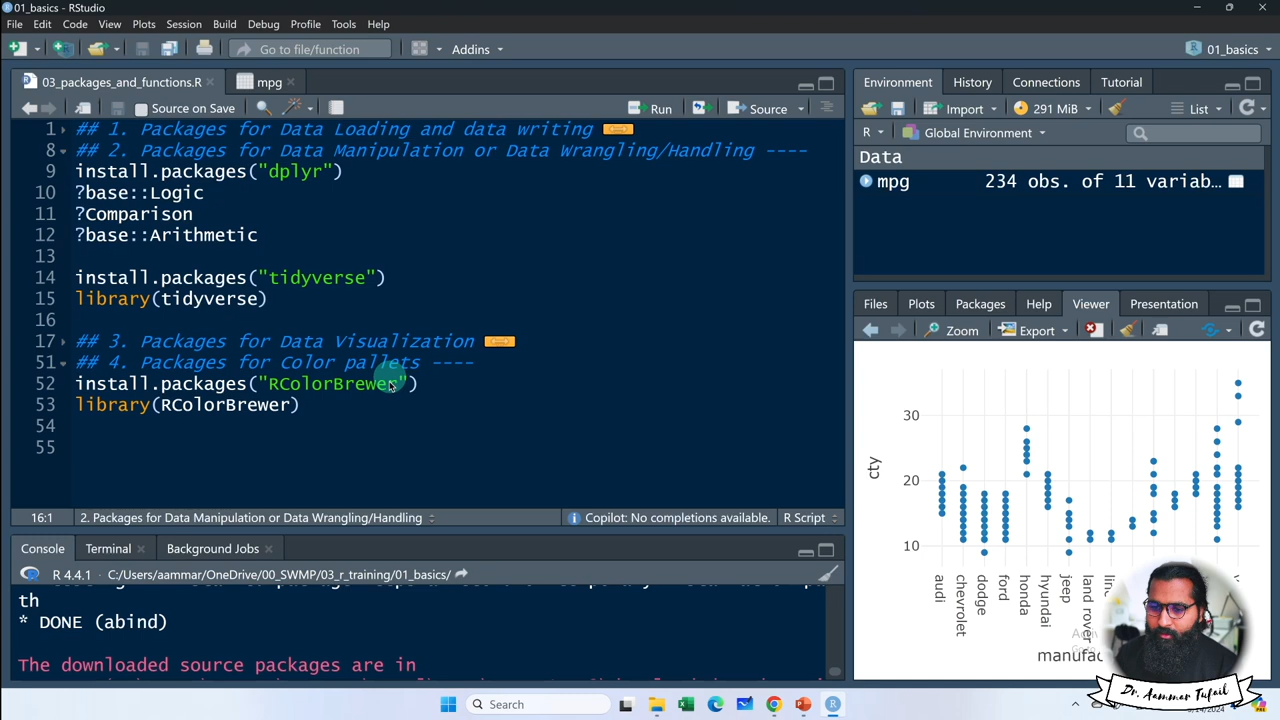 01_basics - RStudio
File Edit Code View Plots Session Build Debug Profile Tools Help
Go to file/function Addins 01_basics
03_packages_and_functions.R mpg
Source on Save Run Source
1 ## 1. Packages for Data Loading and data writing
8 ## 2. Packages for Data Manipulation or Data Wrangling/Handling ----
9 install.packages("dplyr")
10 ?base::Logic
11 ?Comparison
12 ?base::Arithmetic
13
14 install.packages("tidyverse")
15 library(tidyverse)
16
17 ## 3. Packages for Data Visualization
51 ## 4. Packages for Color pallets ----
52 install.packages("RColorBrewer")
53 library(RColorBrewer)
54
55
16:1 2. Packages for Data Manipulation or Data Wrangling/Handling Copilot: No completions available. R Script
Console Terminal Background Jobs
R 4.4.1 · C:/Users/aammar/OneDrive/00_SWMP/03_r_training/01_basics/
th
* DONE (abind)
The downloaded source packages are in
Environment History Connections Tutorial
Import 291 MiB List
R Global Environment
Data
mpg 234 obs. of 11 variab...
Files Plots Packages Help Viewer Presentation
Zoom Export
30
20
10
cty
audi
chevrolet
dodge
ford
honda
hyundai
jeep
land rover
manufac
Dr. Aammar Tufail
Search